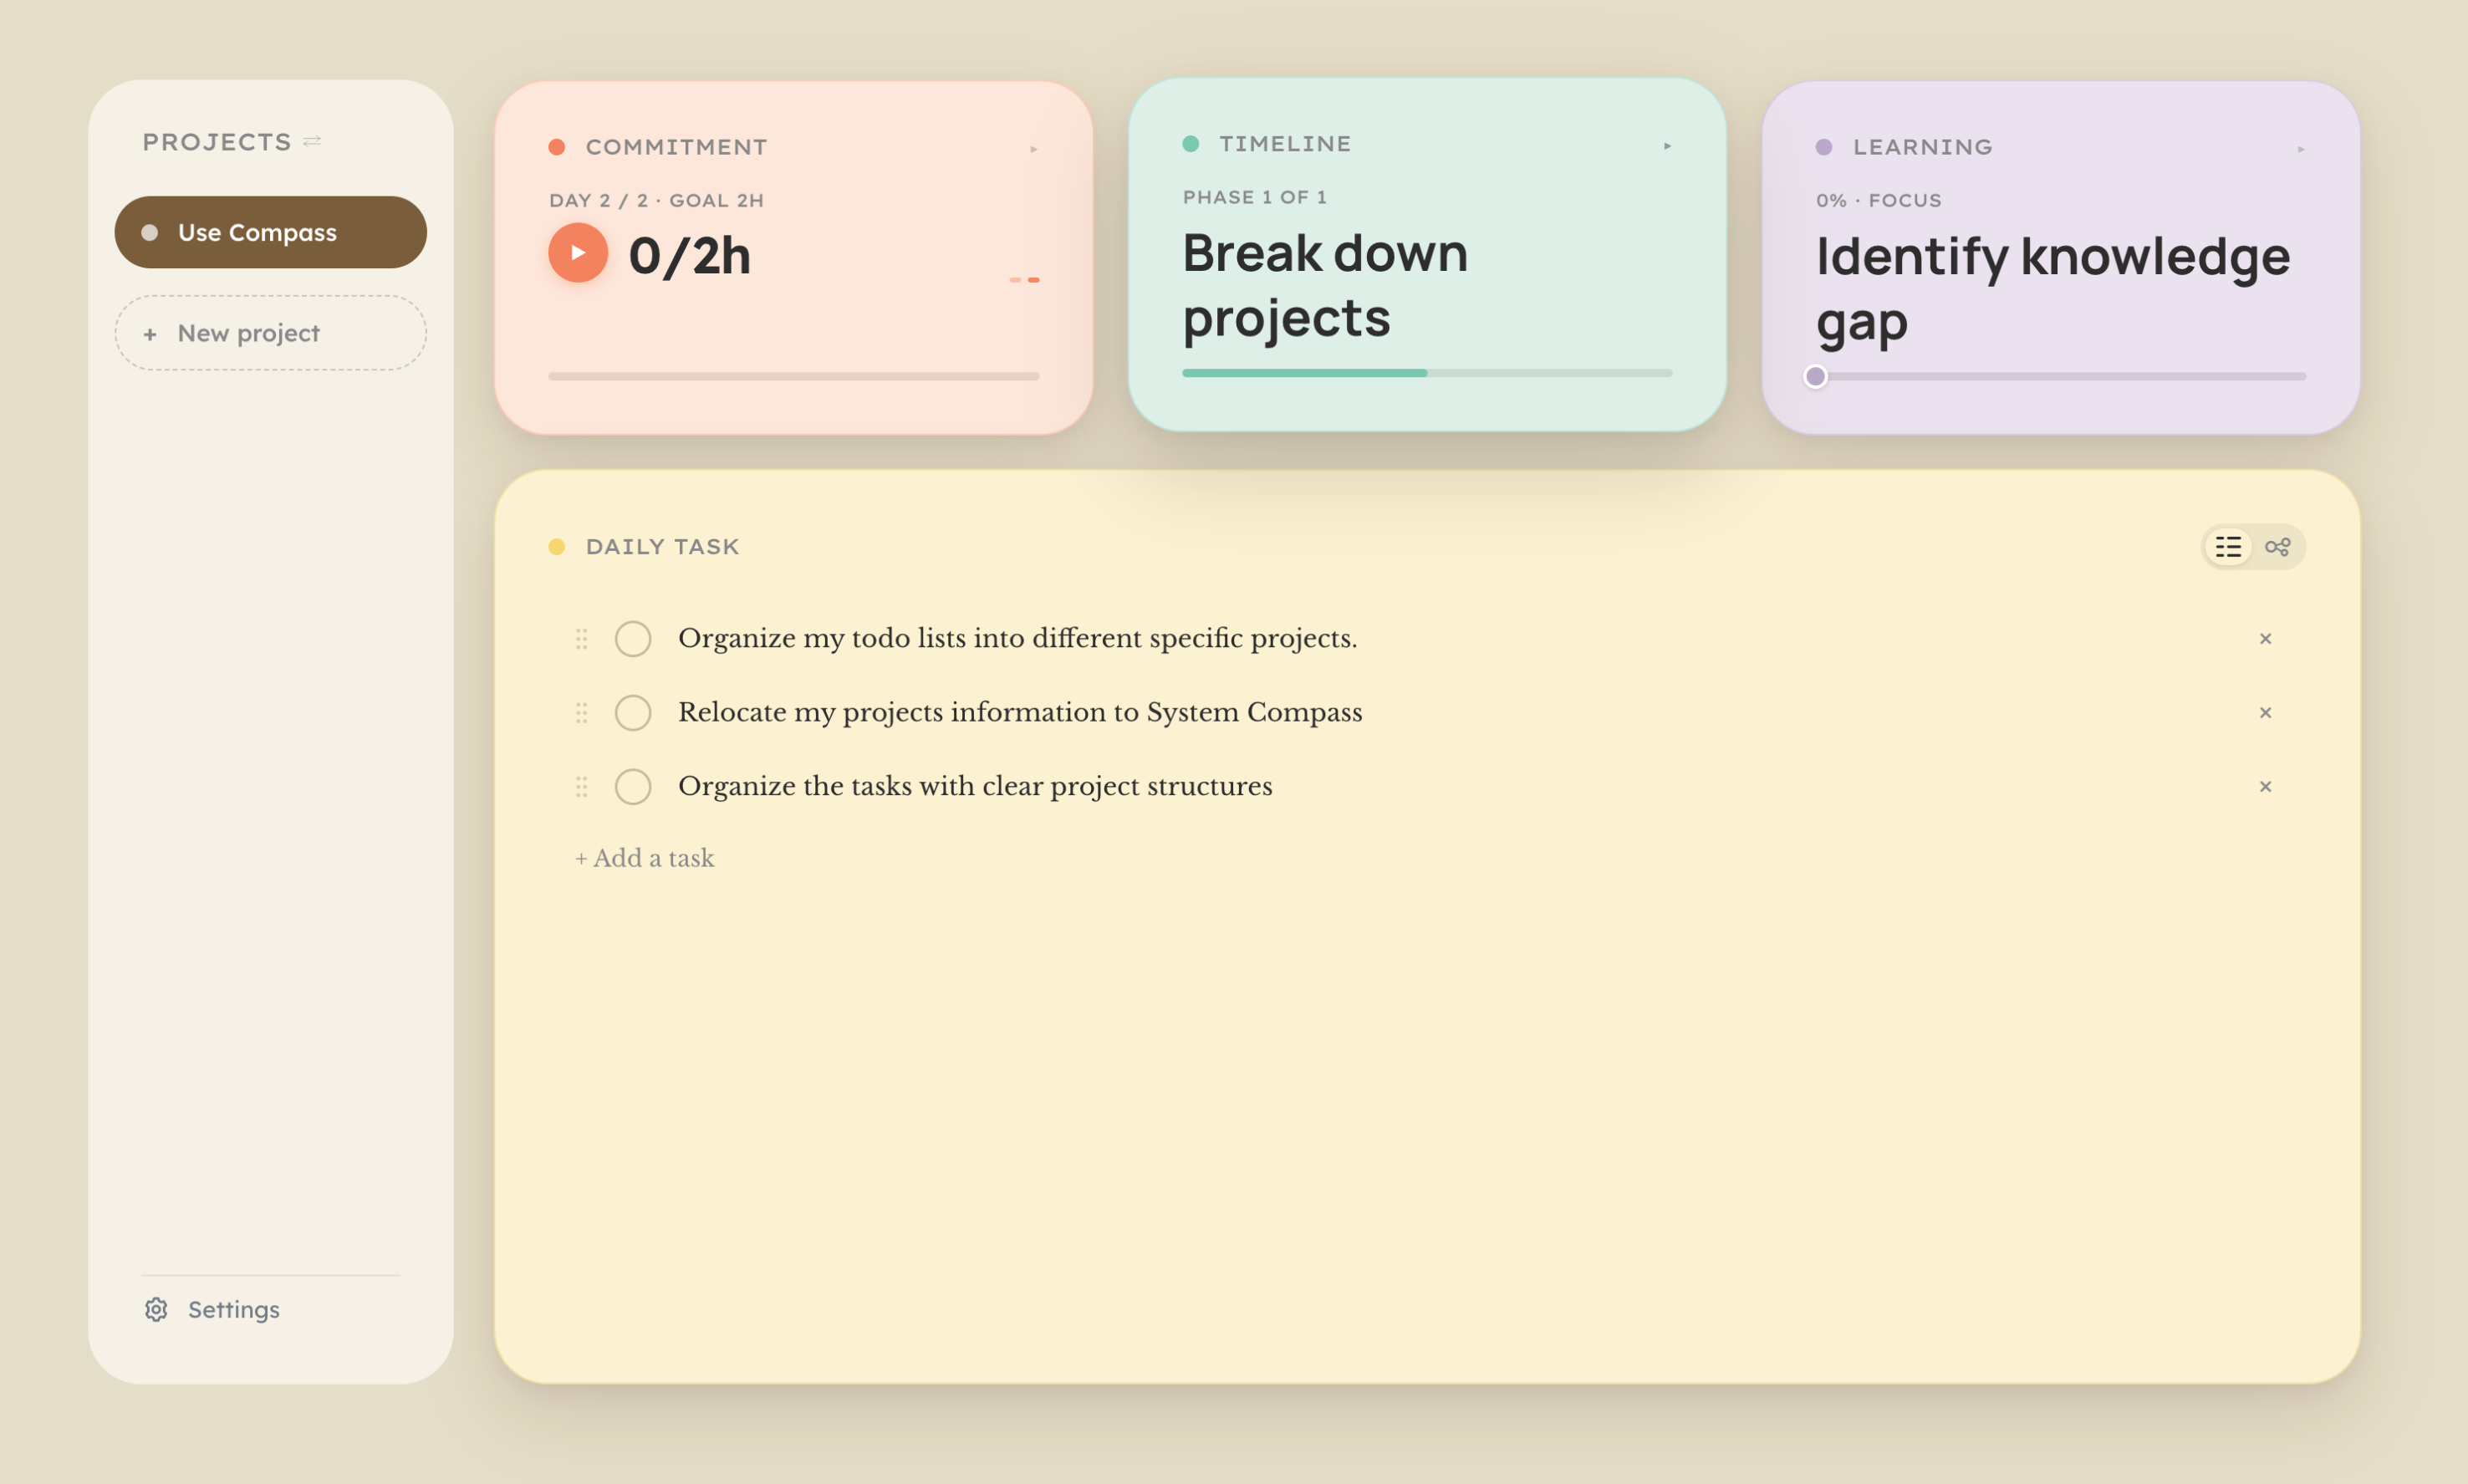 PROJECTS
Use Compass
+ New project
Settings
COMMITMENT
DAY 2 / 2 · GOAL 2H
0/2h
TIMELINE
PHASE 1 OF 1
Break down
projects
LEARNING
0% · FOCUS
Identify knowledge
gap
DAILY TASK
Organize my todo lists into different specific projects.
Relocate my projects information to System Compass
Organize the tasks with clear project structures
+ Add a task